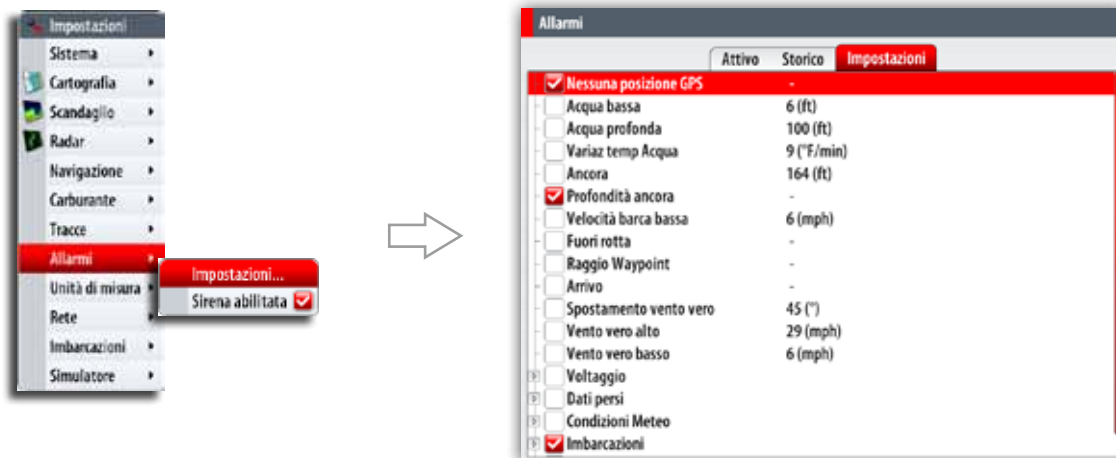 Impostazioni
Sistema
Cartografia
Scandaglio
Radar
Navigazione
Carburante
Tracce
Allarmi
Unità di misura
Rete
Imbarcazioni
Simulatore
Impostazioni...
Sirena abilitata
Allarmi
Attivo Storico Impostazioni
Nessuna posizione GPS -
Acqua bassa 6 (ft)
Acqua profonda 100 (ft)
Variaz temp Acqua 9 (°F/min)
Ancora 164 (ft)
Profondità ancora -
Velocità barca bassa 6 (mph)
Fuori rotta -
Raggio Waypoint -
Arrivo -
Spostamento vento vero 45 (°)
Vento vero alto 29 (mph)
Vento vero basso 6 (mph)
Voltaggio
Dati persi
Condizioni Meteo
Imbarcazioni